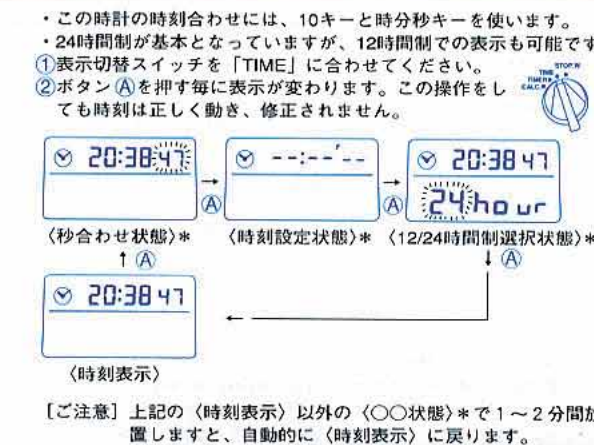 ・この時計の時刻合わせには、10キーと時分秒キーを使います。
・24時間制が基本となっていますが、12時間制での表示も可能です
①表示切替スイッチを「TIME」に合わせてください。
②ボタンⒶを押す毎に表示が変わります。この操作をし
ても時刻は正しく動き、修正されません。
STOP.W
TIME
TIMER
CALC.
20:38 47
--:--'--
20:38 47
24hour
→
Ⓐ
→
Ⓐ
〈秒合わせ状態〉*
〈時刻設定状態〉*
〈12/24時間制選択状態〉*
↑Ⓐ
↓Ⓐ
20:38 47
←
〈時刻表示〉
[ご注意] 上記の〈時刻表示〉以外の〈○○状態〉*で1～2分間放
置しますと、自動的に〈時刻表示〉に戻ります。